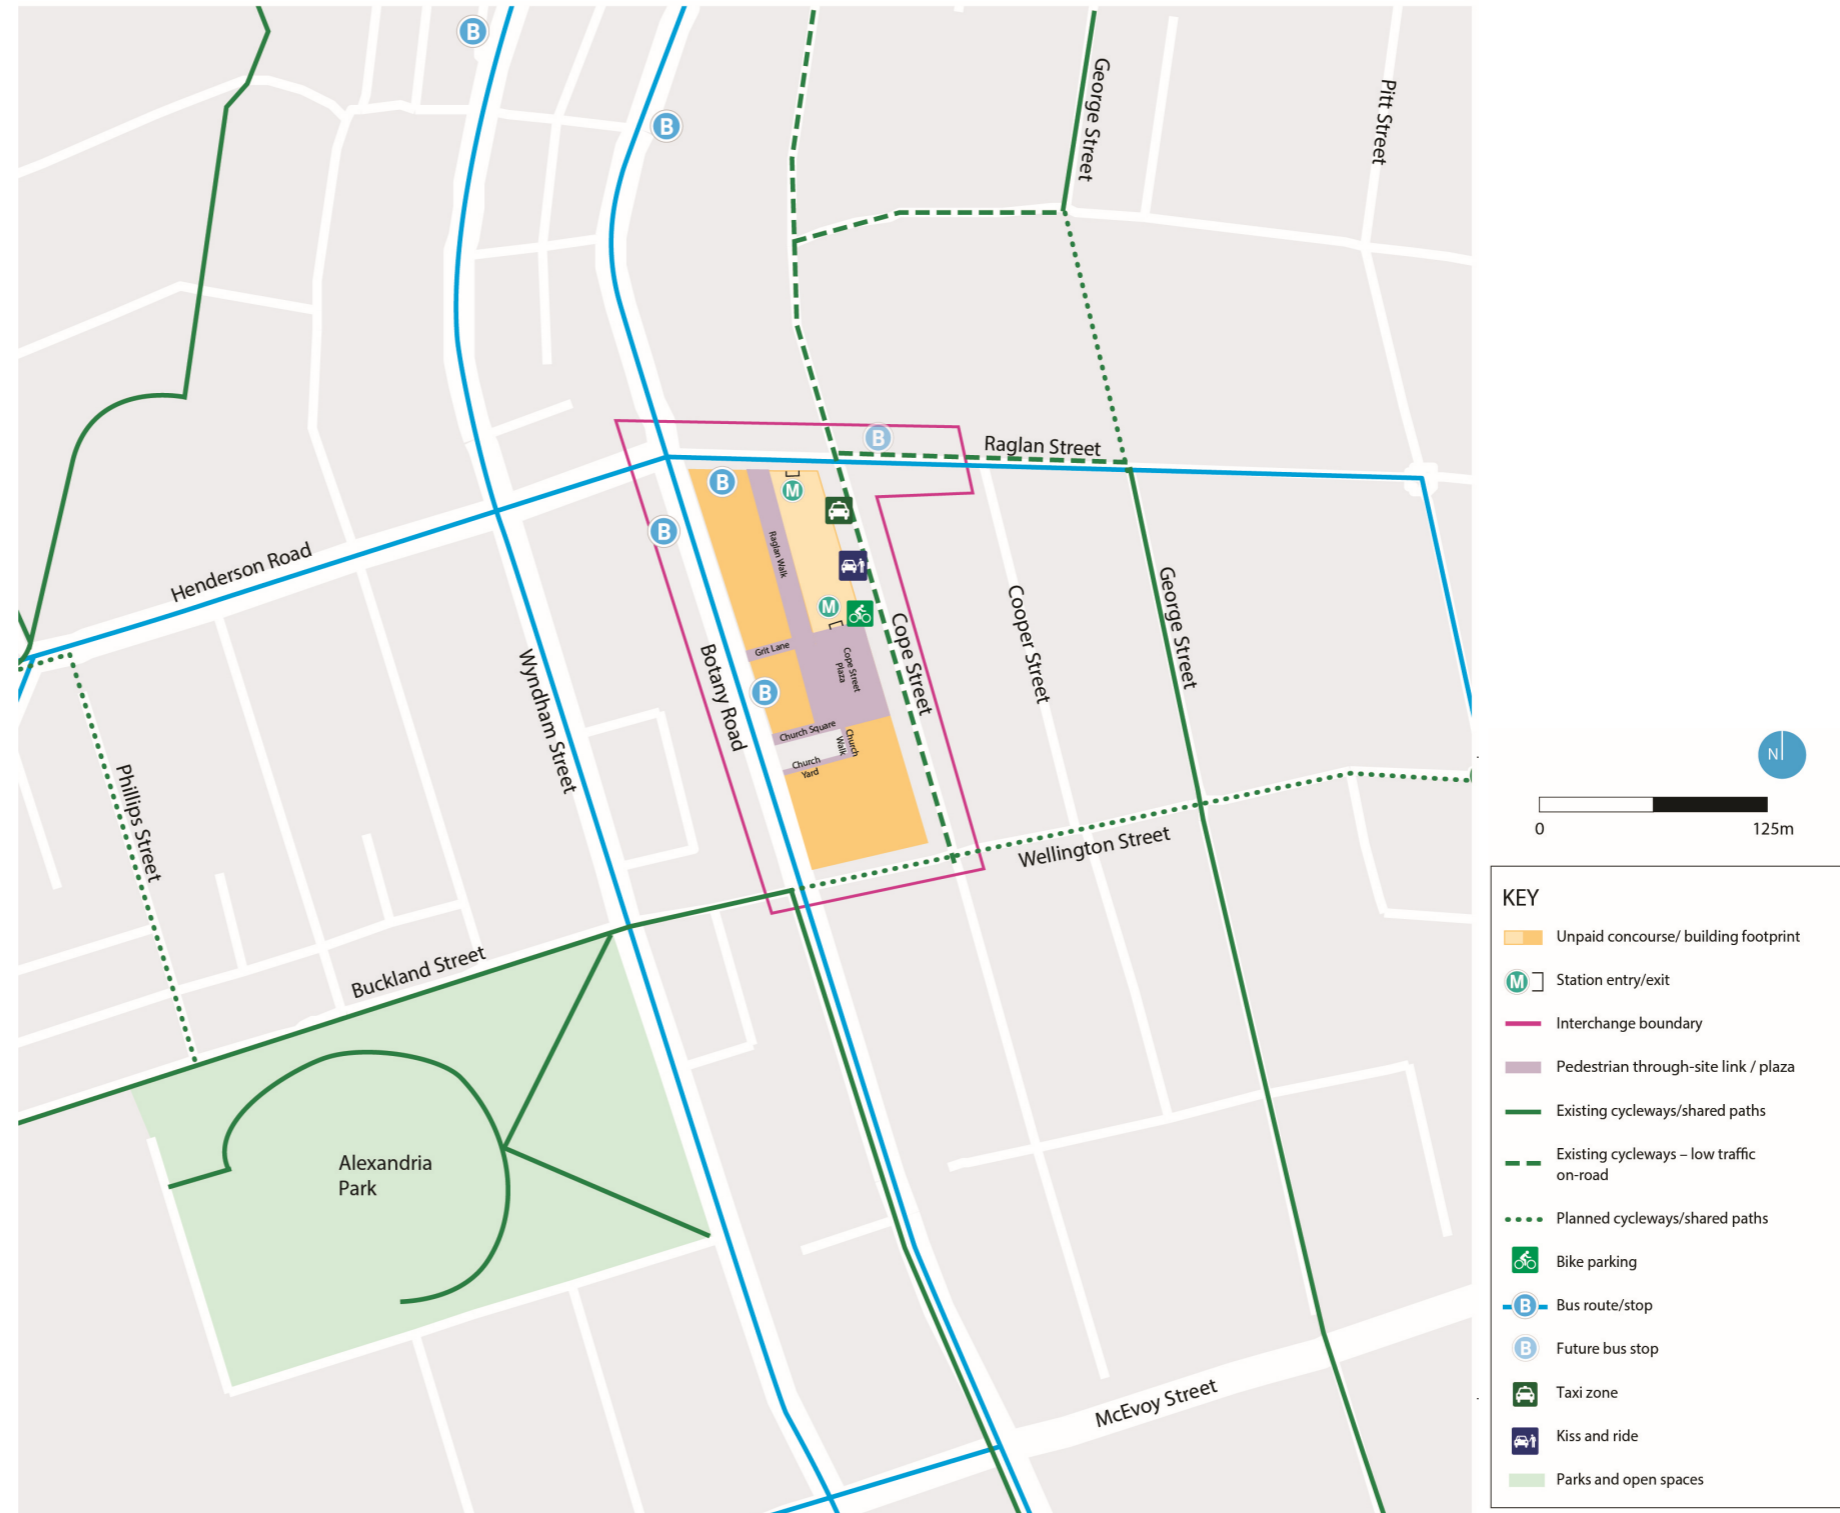 B
B
George Street
Pitt Street
B
Raglan Street
B
M
B
Raglan Walk
Henderson Road
M
Cope Street
Cooper Street
George Street
Grit Lane
Cope Street
Plaza
Wyndham Street
Botany Road
B
Church Square
Church
Walk
Church
Yard
Phillips Street
Wellington Street
Buckland Street
Alexandria
Park
McEvoy Street
N
0
125m
KEY
Unpaid concourse/ building footprint
M
Station entry/exit
Interchange boundary
Pedestrian through-site link / plaza
Existing cycleways/shared paths
Existing cycleways – low traffic
on-road
Planned cycleways/shared paths
Bike parking
B
Bus route/stop
B
Future bus stop
Taxi zone
Kiss and ride
Parks and open spaces